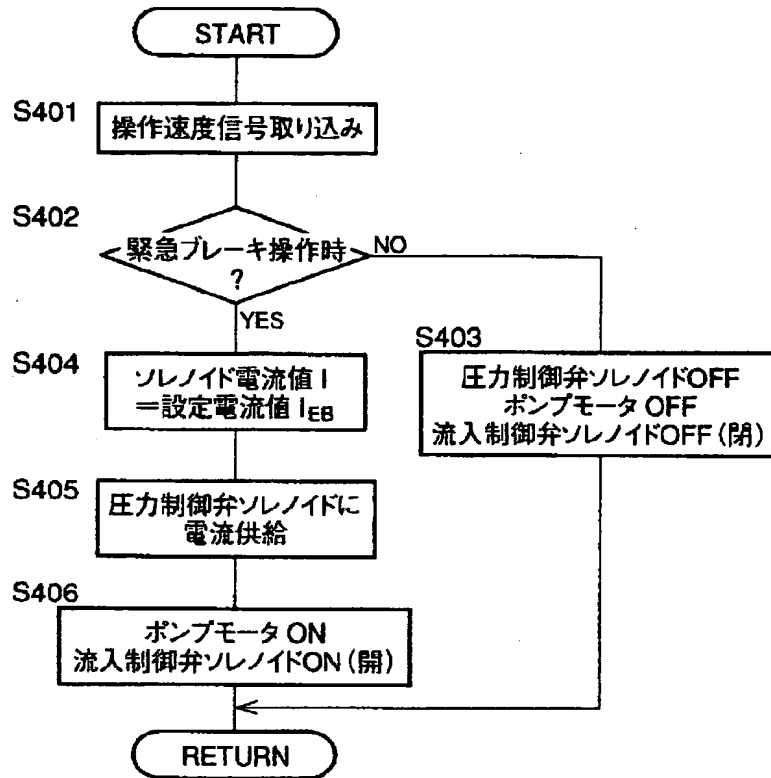 START
S401
操作速度信号取り込み
S402
緊急ブレーキ操作時
?
NO
YES
S403
圧力制御弁ソレノイドOFF
ポンプモータ OFF
流入制御弁ソレノイドOFF(閉)
S404
ソレノイド電流値 I
=設定電流値 IEB
S405
圧力制御弁ソレノイドに
電流供給
S406
ポンプモータ ON
流入制御弁ソレノイドON(開)
RETURN